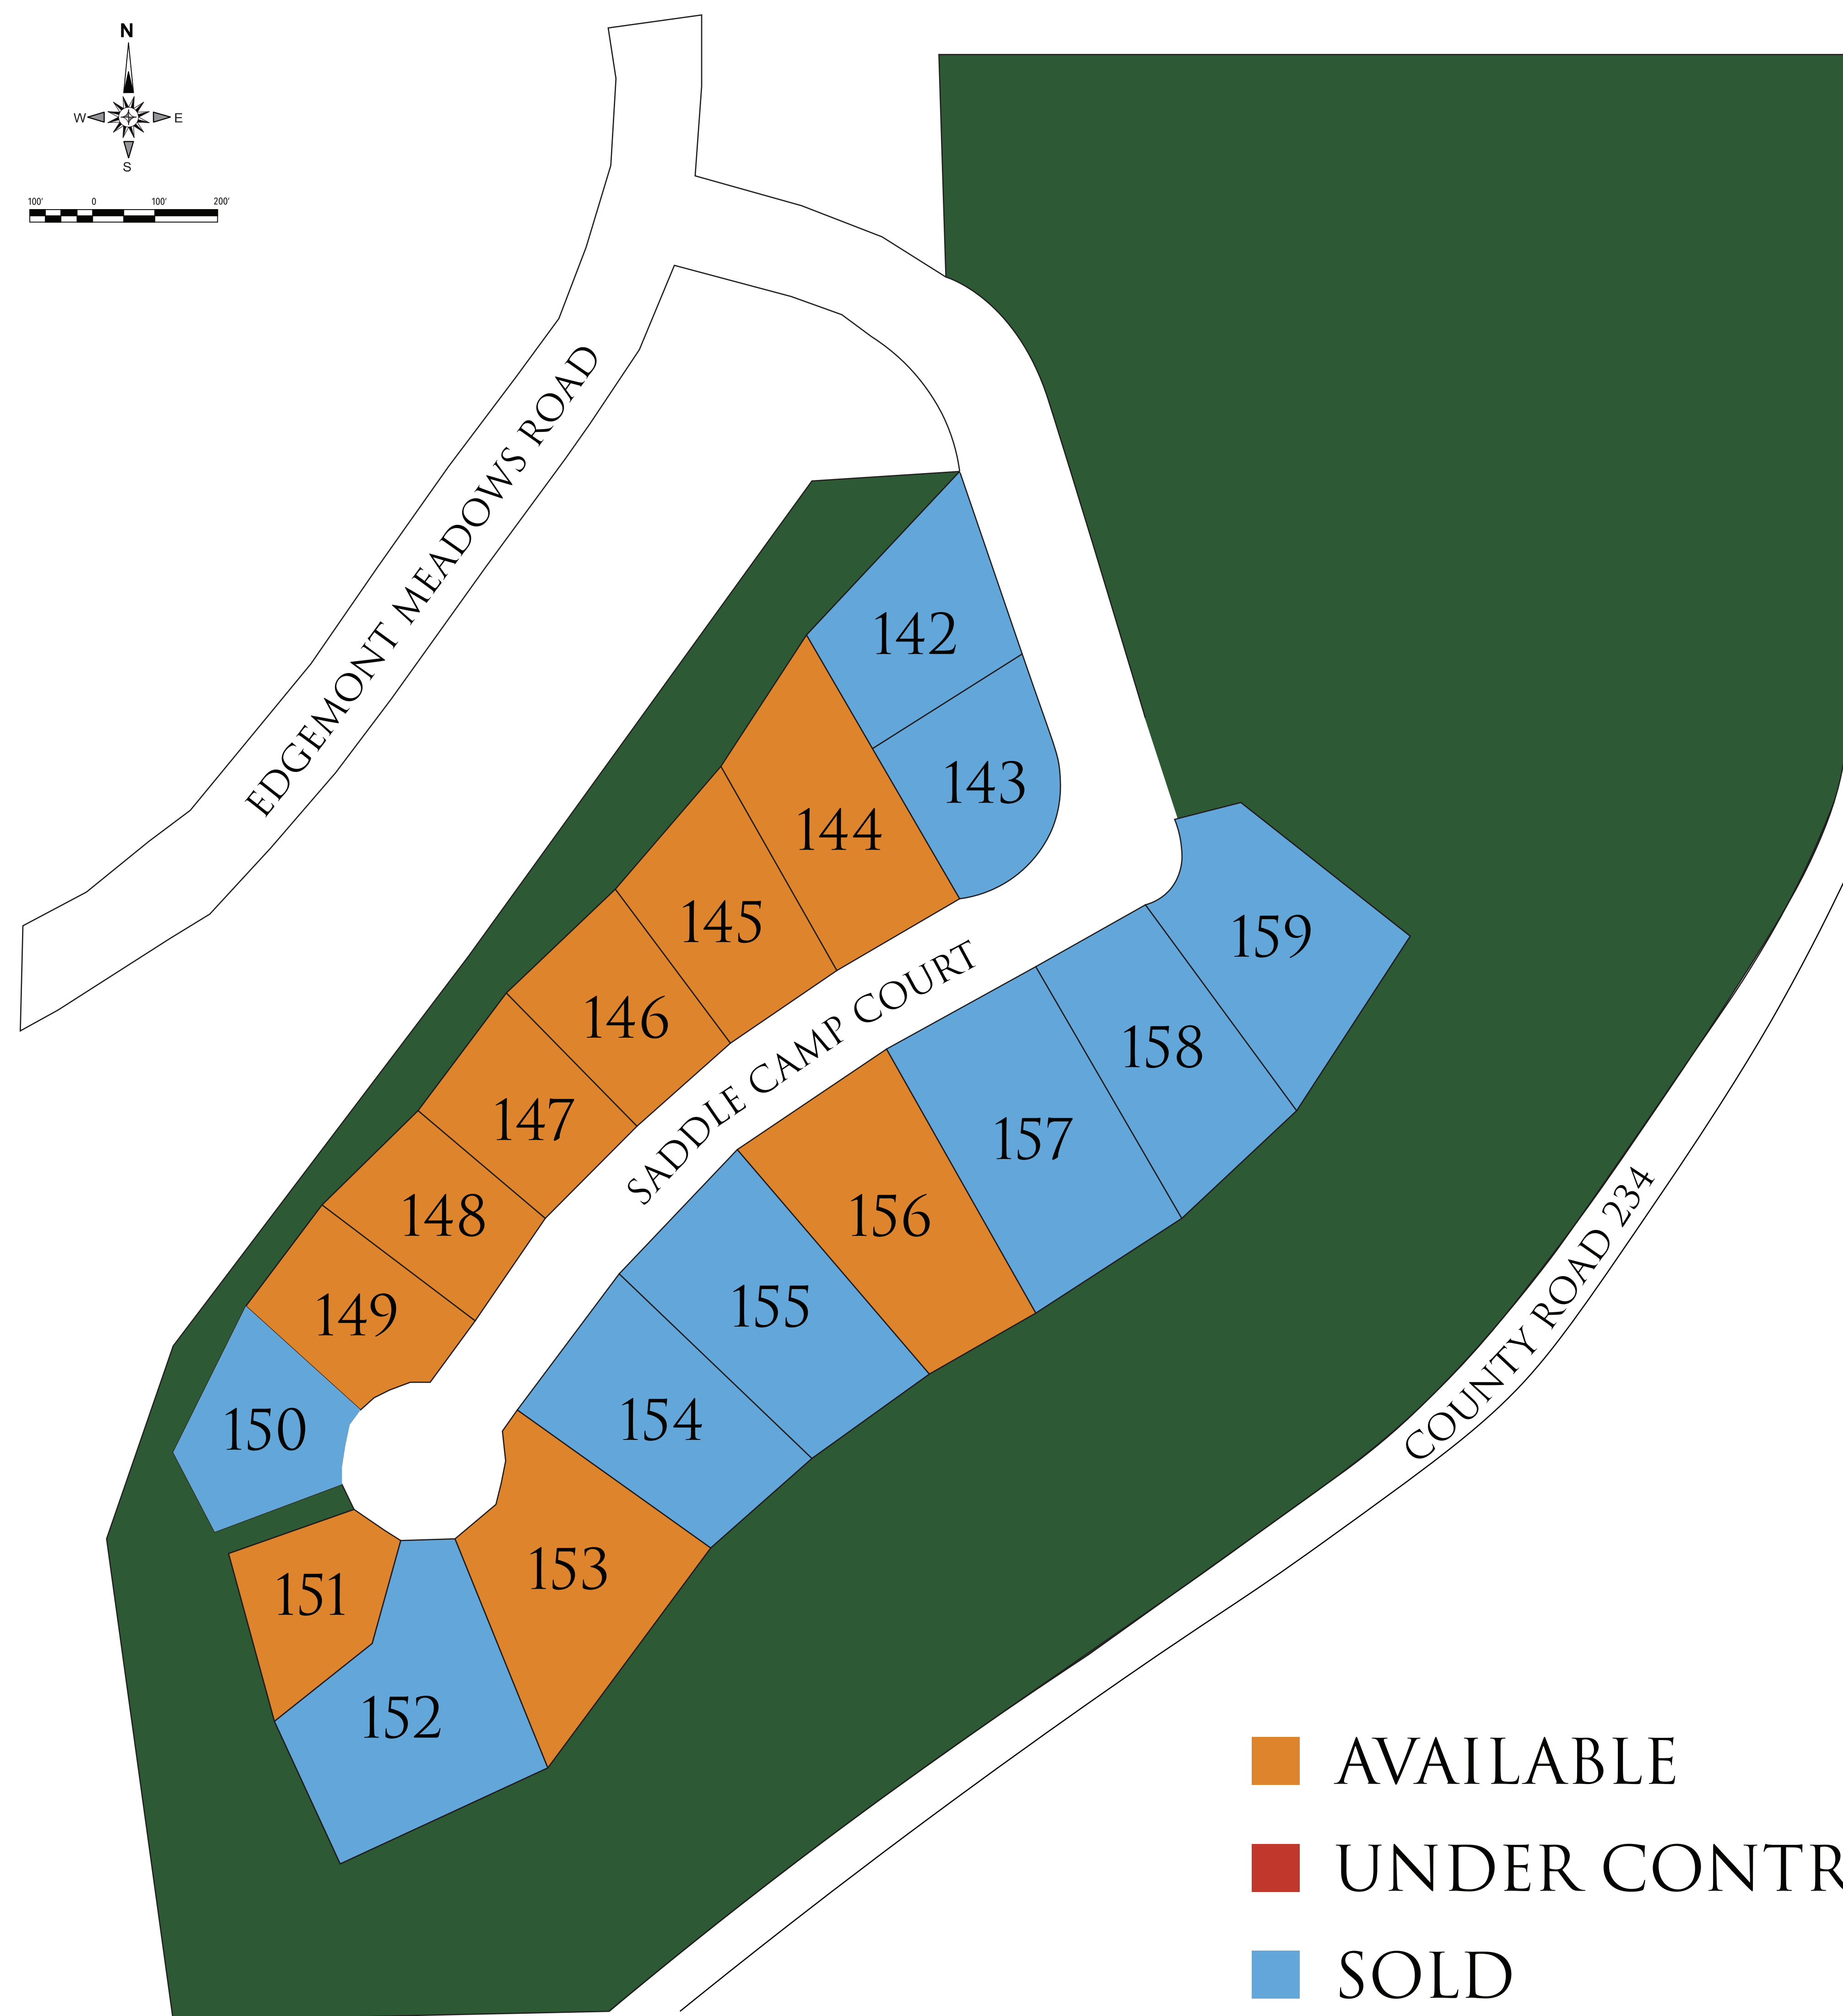 N
W E
S
100' 0 100' 200'
EDGEMONT MEADOWS ROAD
142
143
144
145
159
146
SADDLE CAMP COURT
158
147
157
148
156
149
155
150
154
COUNTY ROAD 234
153
151
152
AVAILABLE
UNDER CONTR
SOLD